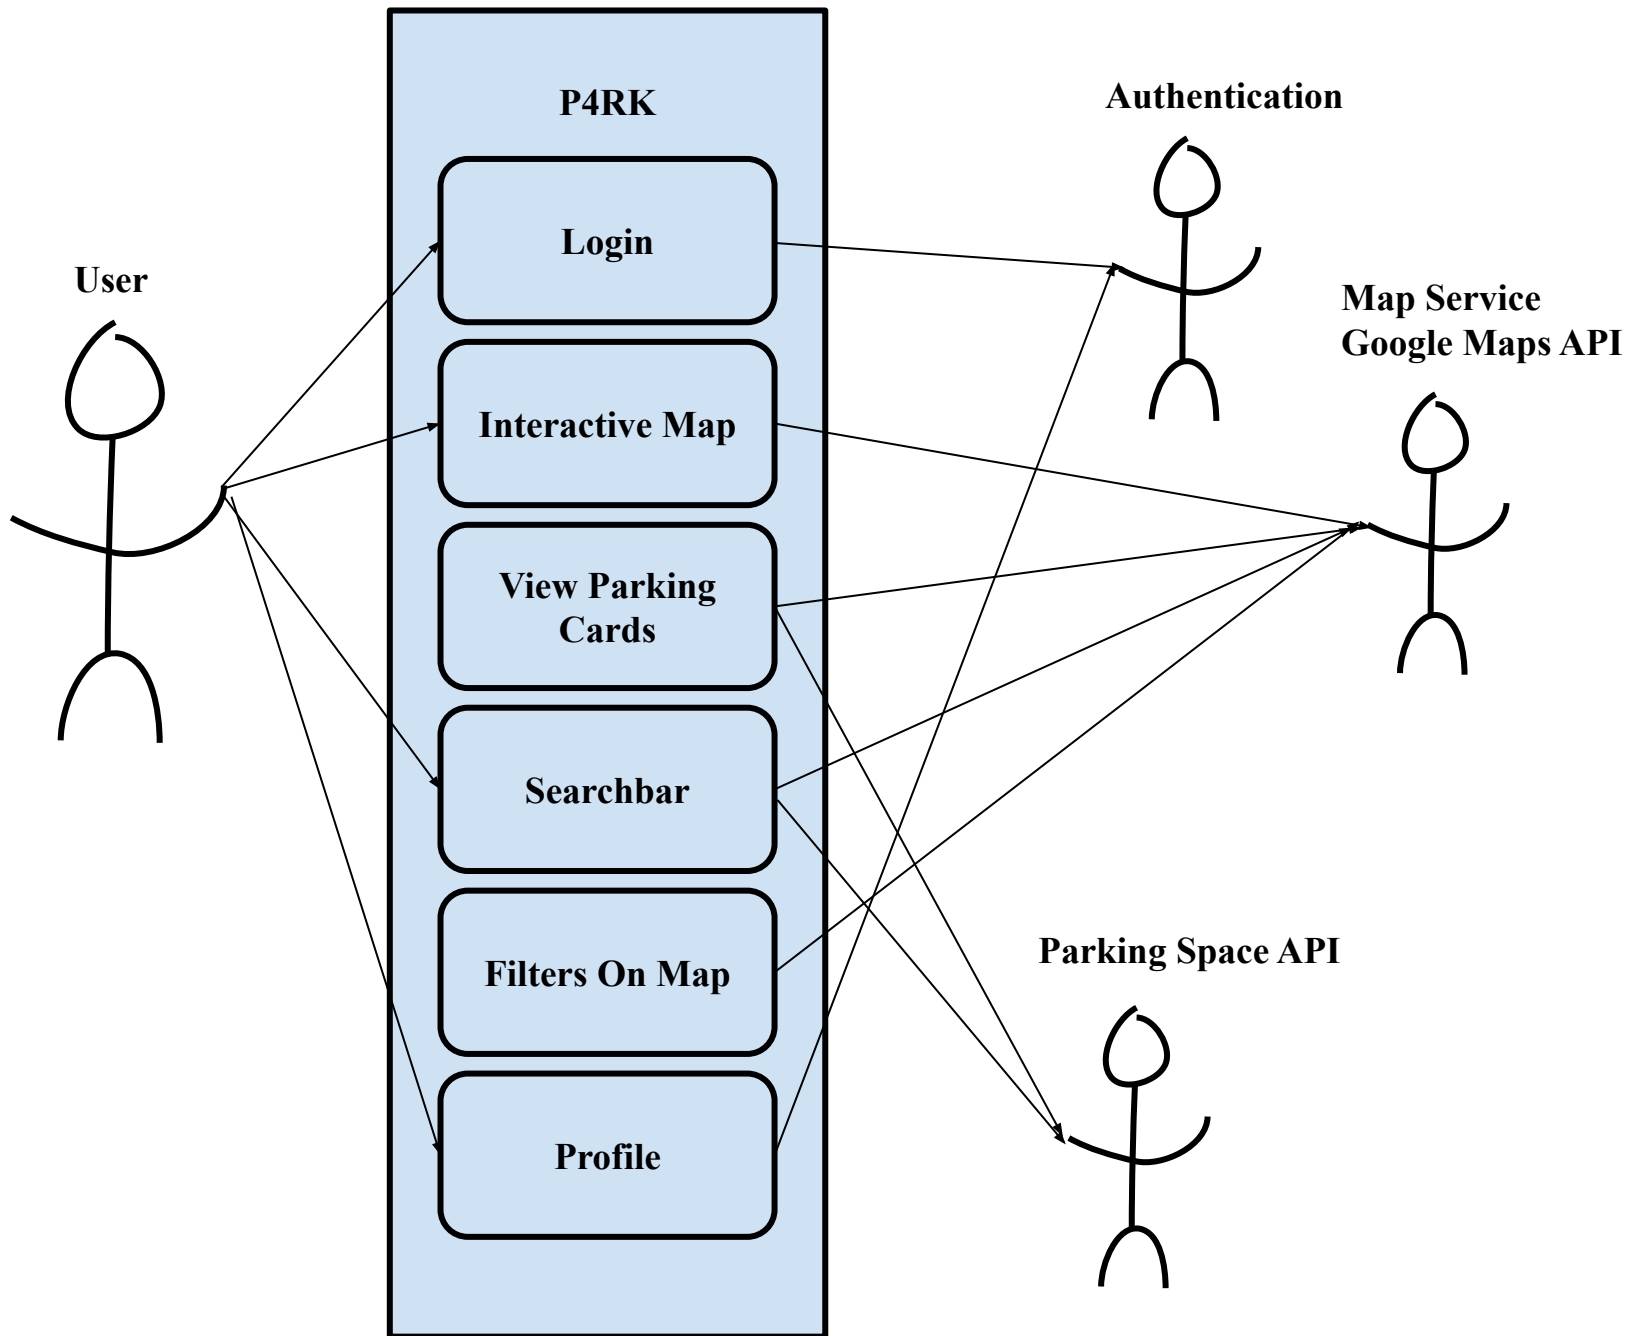 P4RK
Authentication
Login
User
Map Service
Google Maps API
Interactive Map
View Parking
Cards
Searchbar
Filters On Map
Parking Space API
Profile